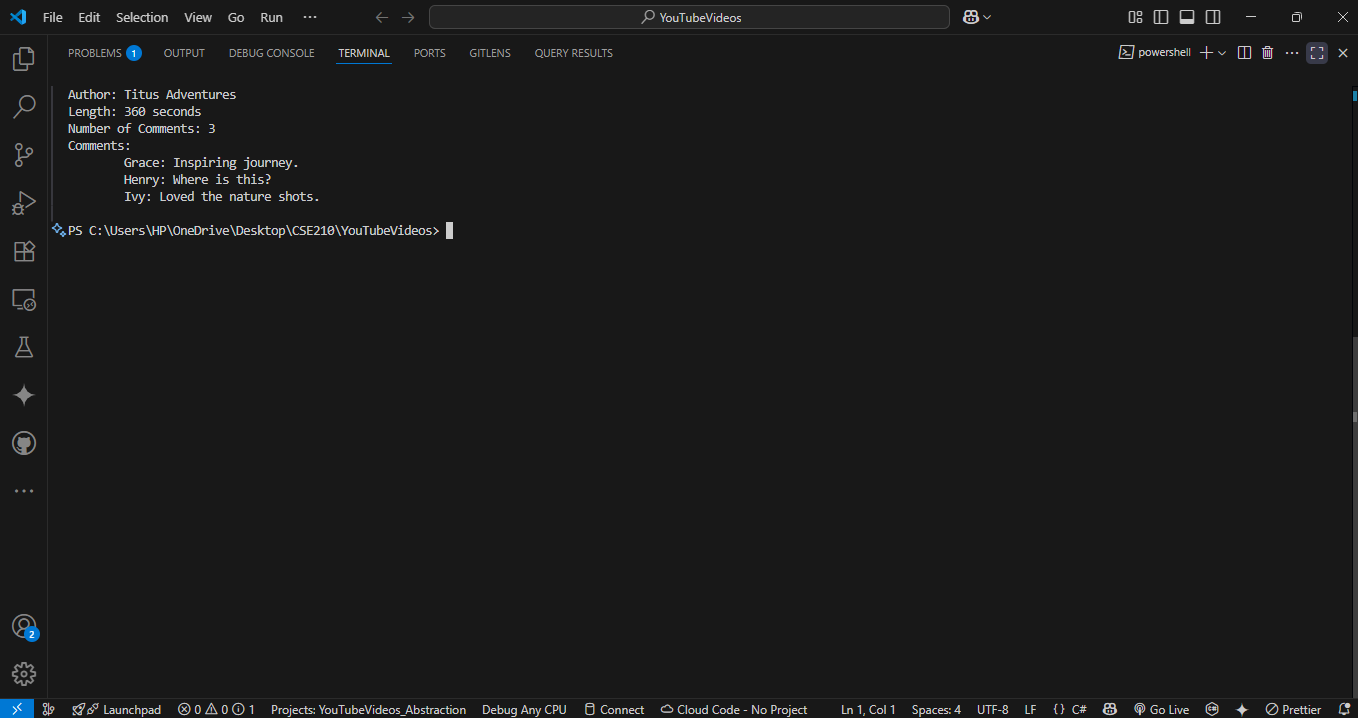 File Edit Selection View Go Run ··· YouTubeVideos
PROBLEMS 1 OUTPUT DEBUG CONSOLE TERMINAL PORTS GITLENS QUERY RESULTS powershell
Author: Titus Adventures
Length: 360 seconds
Number of Comments: 3
Comments:
Grace: Inspiring journey.
Henry: Where is this?
Ivy: Loved the nature shots.
PS C:\Users\HP\OneDrive\Desktop\CSE210\YouTubeVideos>
2
Launchpad 0 0 1 Projects: YouTubeVideos_Abstraction Debug Any CPU Connect Cloud Code - No Project Ln 1, Col 1 Spaces: 4 UTF-8 LF { } C# Go Live Prettier